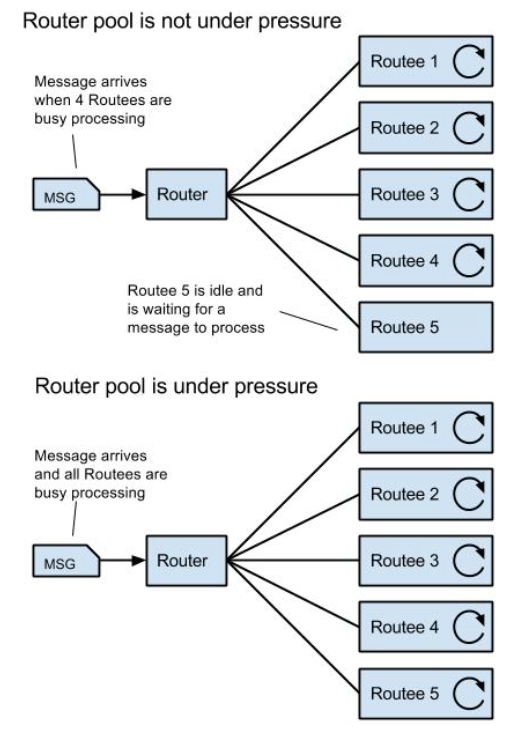 Router pool is not under pressure
Message arrives
when 4 Routees are
busy processing
MSG
Router
Routee 1
Routee 2
Routee 3
Routee 4
Routee 5
Routee 5 is idle and
is waiting for a
message to process
Router pool is under pressure
Message arrives
and all Routees are
busy processing
MSG
Router
Routee 1
Routee 2
Routee 3
Routee 4
Routee 5